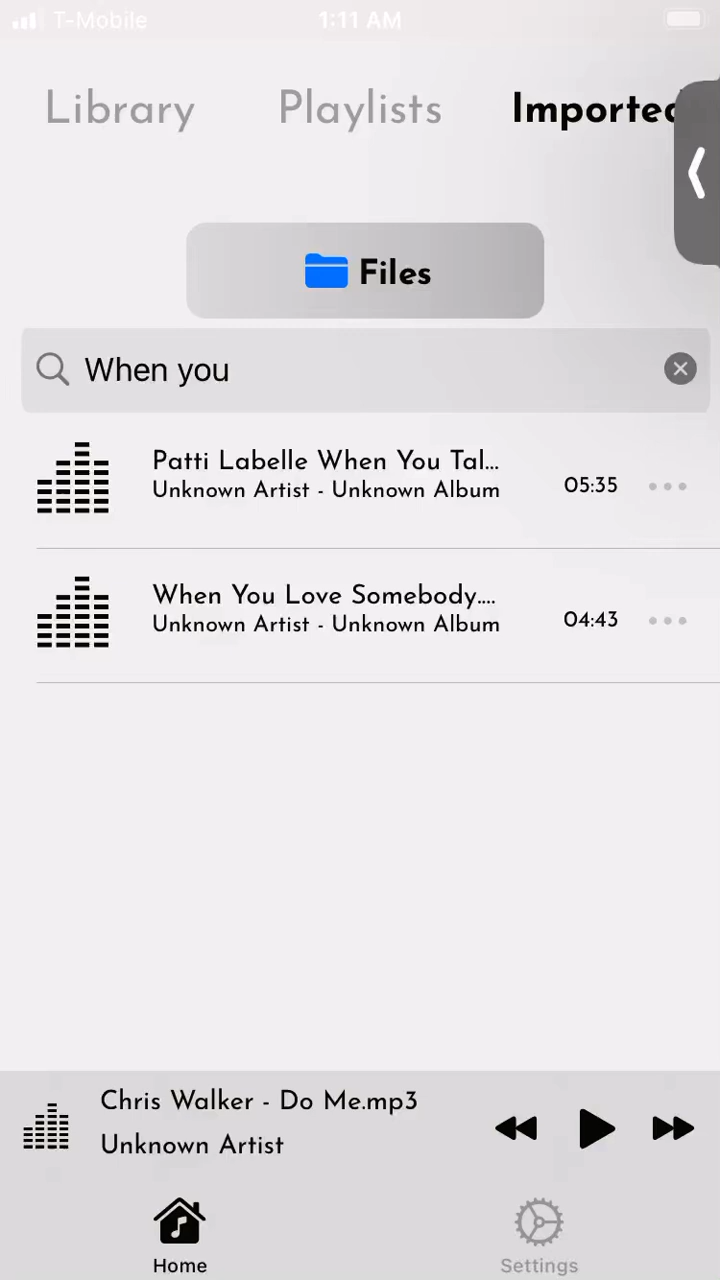 T-Mobile 1:11 AM
Library Playlists Imported
Files
When you
Patti Labelle When You Tal...
Unknown Artist - Unknown Album
05:35
When You Love Somebody....
Unknown Artist - Unknown Album
04:43
Chris Walker - Do Me.mp3
Unknown Artist
Home Settings